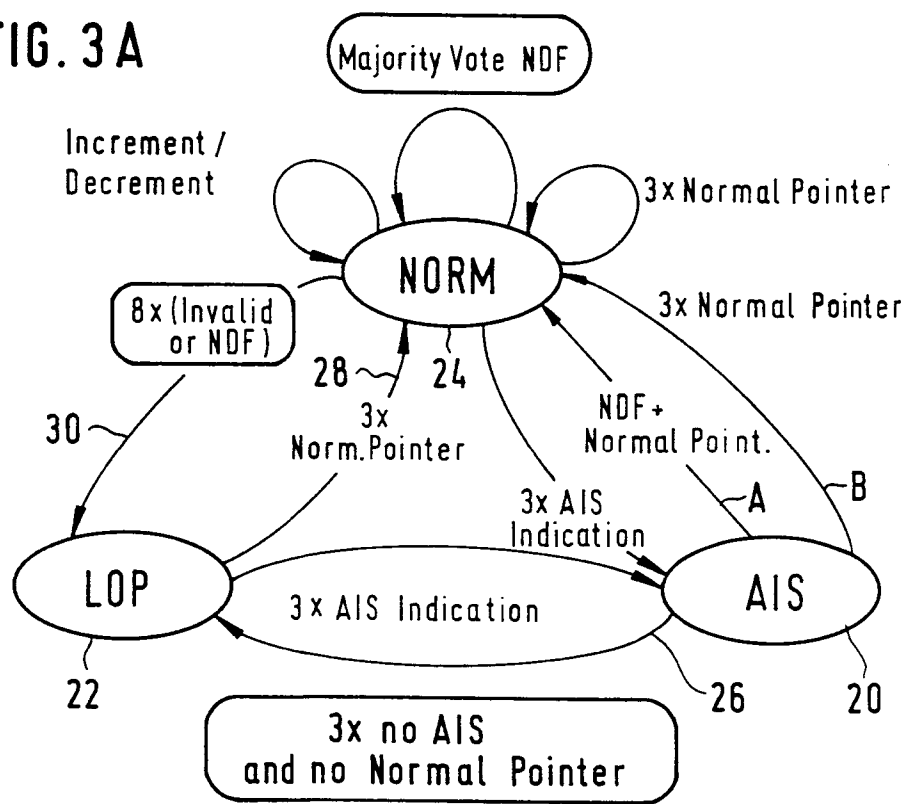 FIG. 3A
Majority Vote NDF
Increment /
Decrement
3x Normal Pointer
NORM
3x Normal Pointer
8x (Invalid
or NDF)
28
24
30
3x
Norm. Pointer
NDF +
Normal Point.
A
B
3x AIS
Indication
LOP
3x AIS Indication
AIS
22
26
20
3x no AIS
and no Normal Pointer